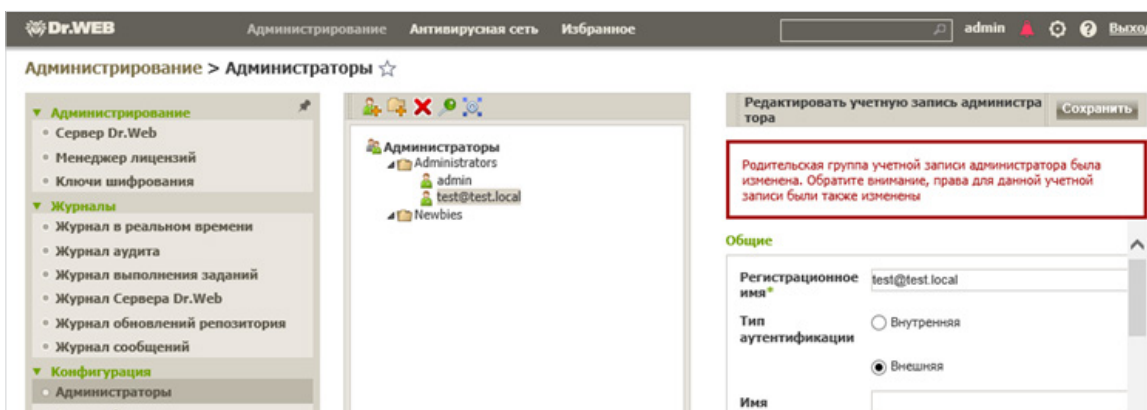 Dr.WEB
Администрирование Антивирусная сеть Избранное
admin
Выход
Администрирование > Администраторы
Администрирование
Сервер Dr.Web
Менеджер лицензий
Ключи шифрования
Журналы
Журнал в реальном времени
Журнал аудита
Журнал выполнения заданий
Журнал Сервера Dr.Web
Журнал обновлений репозитория
Журнал сообщений
Конфигурация
Администраторы
Администраторы
Administrators
admin
test@test.local
Newbies
Редактировать учетную запись администра
тора
Сохранить
Родительская группа учетной записи администратора была
изменена. Обратите внимание, права для данной учетной
записи были также изменены
Общие
Регистрационное
имя*
test@test.local
Тип
аутентификации
Внутренняя
Внешняя
Имя